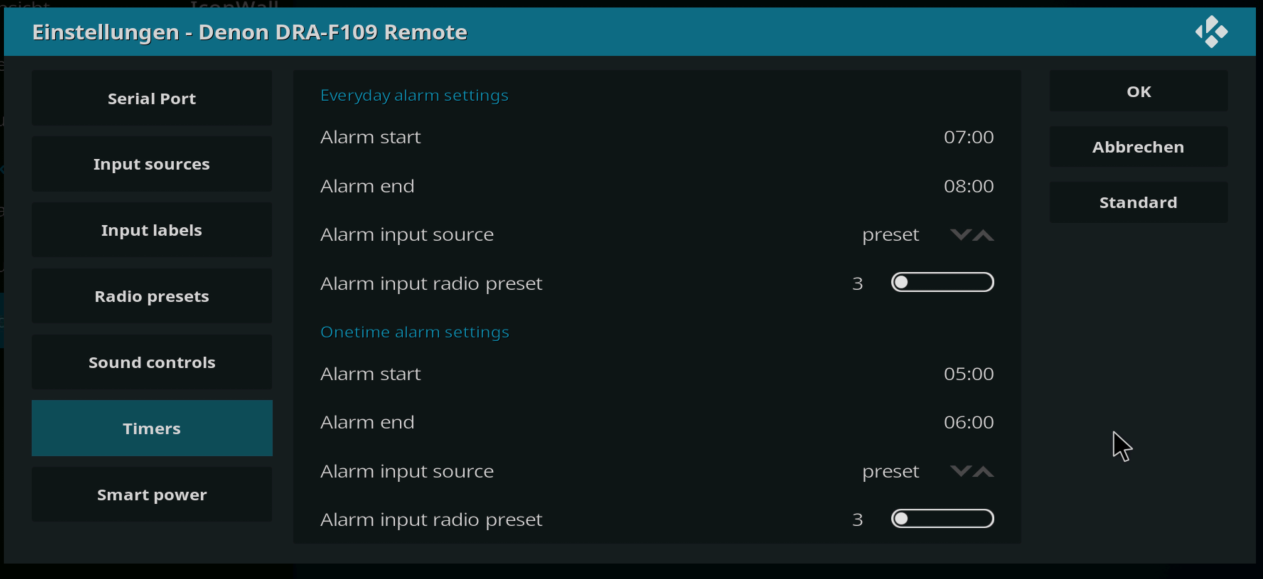 IconWall
Einstellungen - Denon DRA-F109 Remote
Serial Port
Input sources
Input labels
Radio presets
Sound controls
Timers
Smart power
Everyday alarm settings
Alarm start 07:00
Alarm end 08:00
Alarm input source preset
Alarm input radio preset 3
Onetime alarm settings
Alarm start 05:00
Alarm end 06:00
Alarm input source preset
Alarm input radio preset 3
OK
Abbrechen
Standard